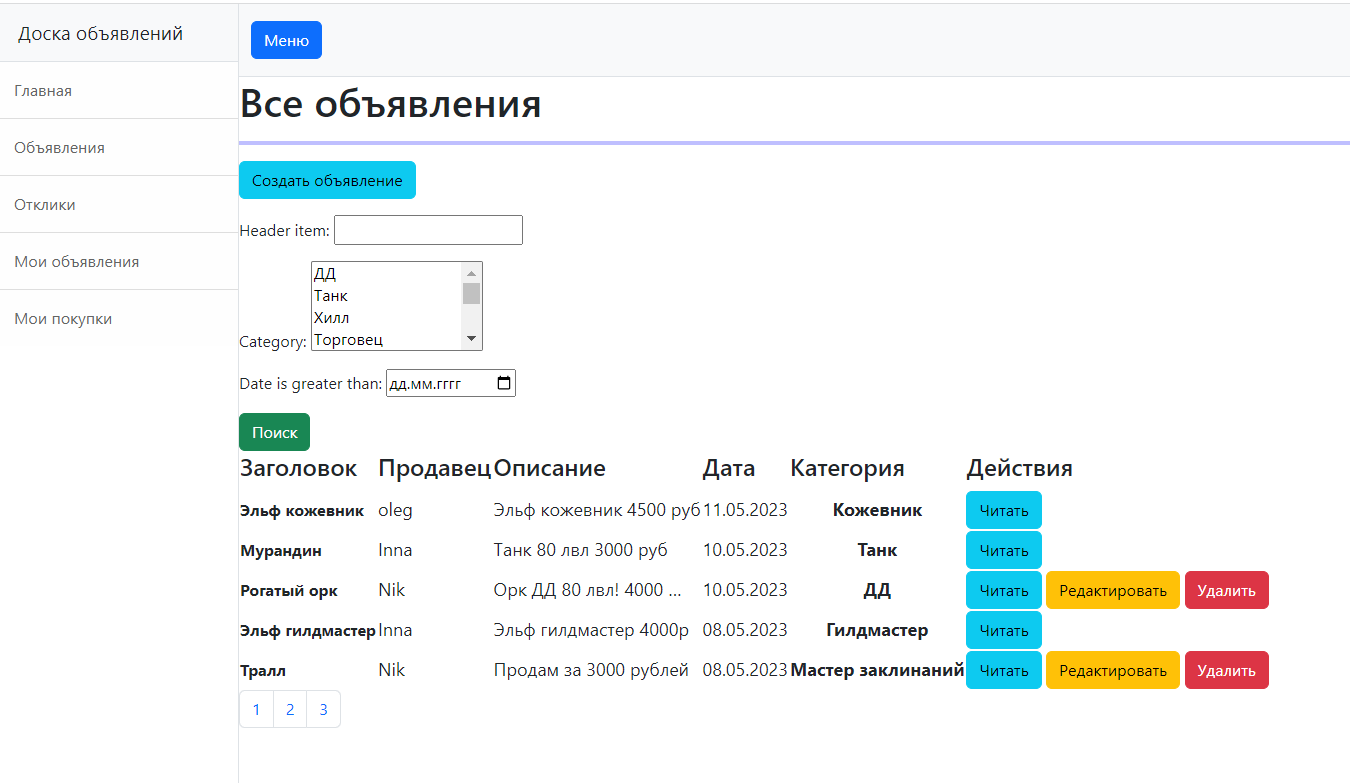 Доска объявлений
Меню
Главная
Объявления
Отклики
Мои объявления
Мои покупки
Все объявления
Создать объявление
Header item:
Category:
ДД
Танк
Хилл
Торговец
Date is greater than: дд.мм.гггг
Поиск
Заголовок Продавец Описание Дата Категория Действия
Эльф кожевник oleg Эльф кожевник 4500 руб 11.05.2023 Кожевник Читать
Мурандин Inna Танк 80 лвл 3000 руб 10.05.2023 Танк Читать
Рогатый орк Nik Орк ДД 80 лвл! 4000 ... 10.05.2023 ДД Читать Редактировать Удалить
Эльф гилдмастер Inna Эльф гилдмастер 4000р 08.05.2023 Гилдмастер Читать
Тралл Nik Продам за 3000 рублей 08.05.2023 Мастер заклинаний Читать Редактировать Удалить
1 2 3